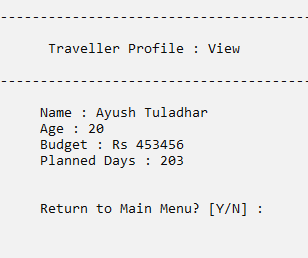 --------------------------------------
Traveller Profile : View
--------------------------------------
Name : Ayush Tuladhar
Age : 20
Budget : Rs 453456
Planned Days : 203
Return to Main Menu? [Y/N] :